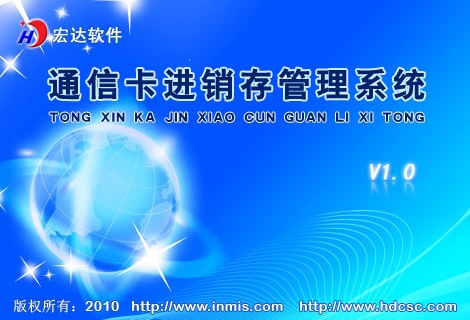 宏达软件
通信卡进销存管理系统
TONG XIN KA JIN XIAO CUN GUAN LI XI TONG
V1.0
版权所有：2010 http://www.inmis.com http://www.hdcsc.com